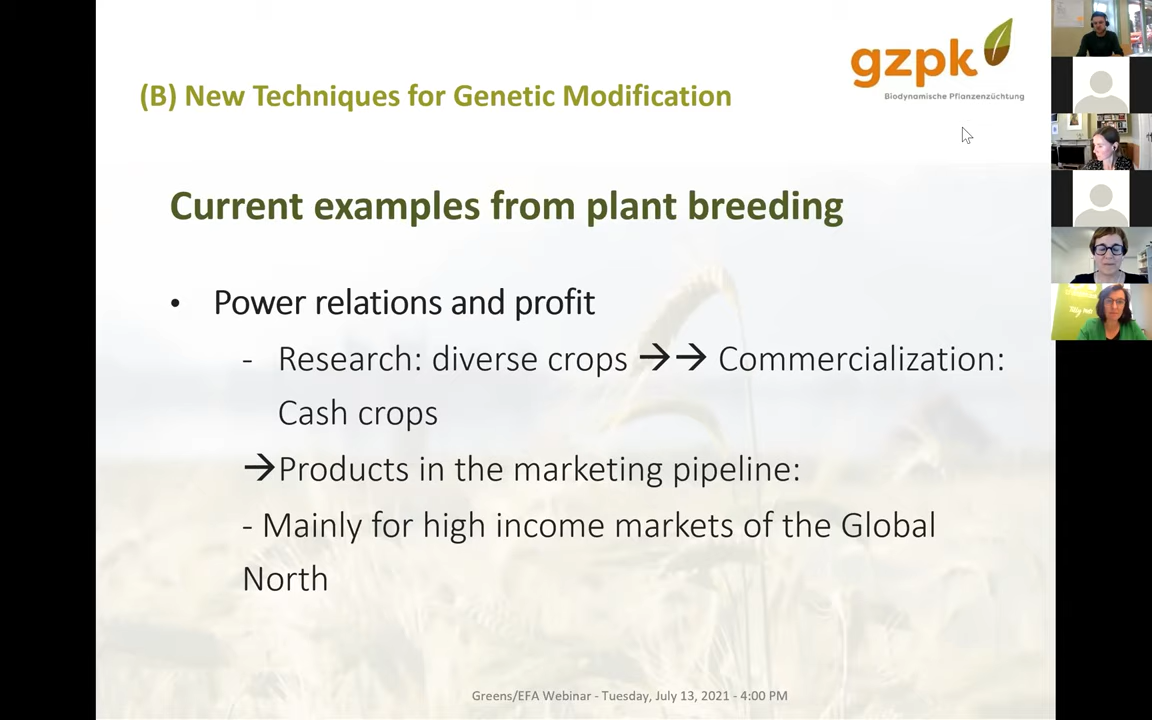 gzpk
Biodynamische Pflanzenzüchtung
(B) New Techniques for Genetic Modification
Current examples from plant breeding
• Power relations and profit
- Research: diverse crops →→ Commercialization:
Cash crops
→Products in the marketing pipeline:
- Mainly for high income markets of the Global
North
Greens/EFA Webinar - Tuesday, July 13, 2021 - 4:00 PM